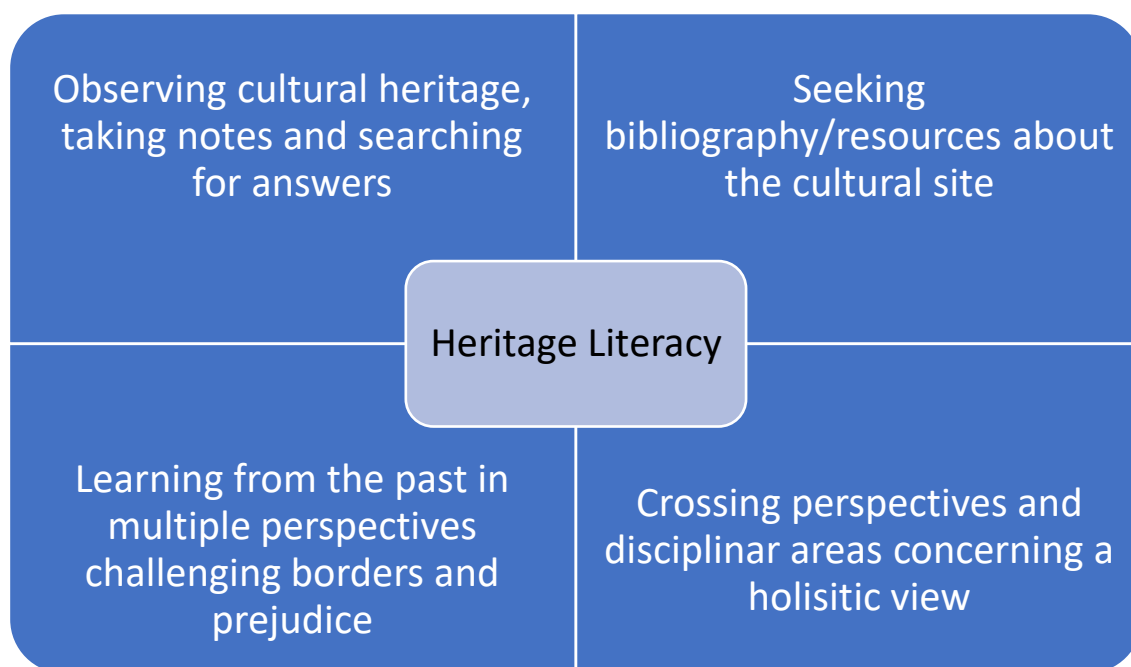 Observing cultural heritage,
taking notes and searching
for answers
Seeking
bibliography/resources about
the cultural site
Heritage Literacy
Learning from the past in
multiple perspectives
challenging borders and
prejudice
Crossing perspectives and
disciplinar areas concerning a
holisitic view